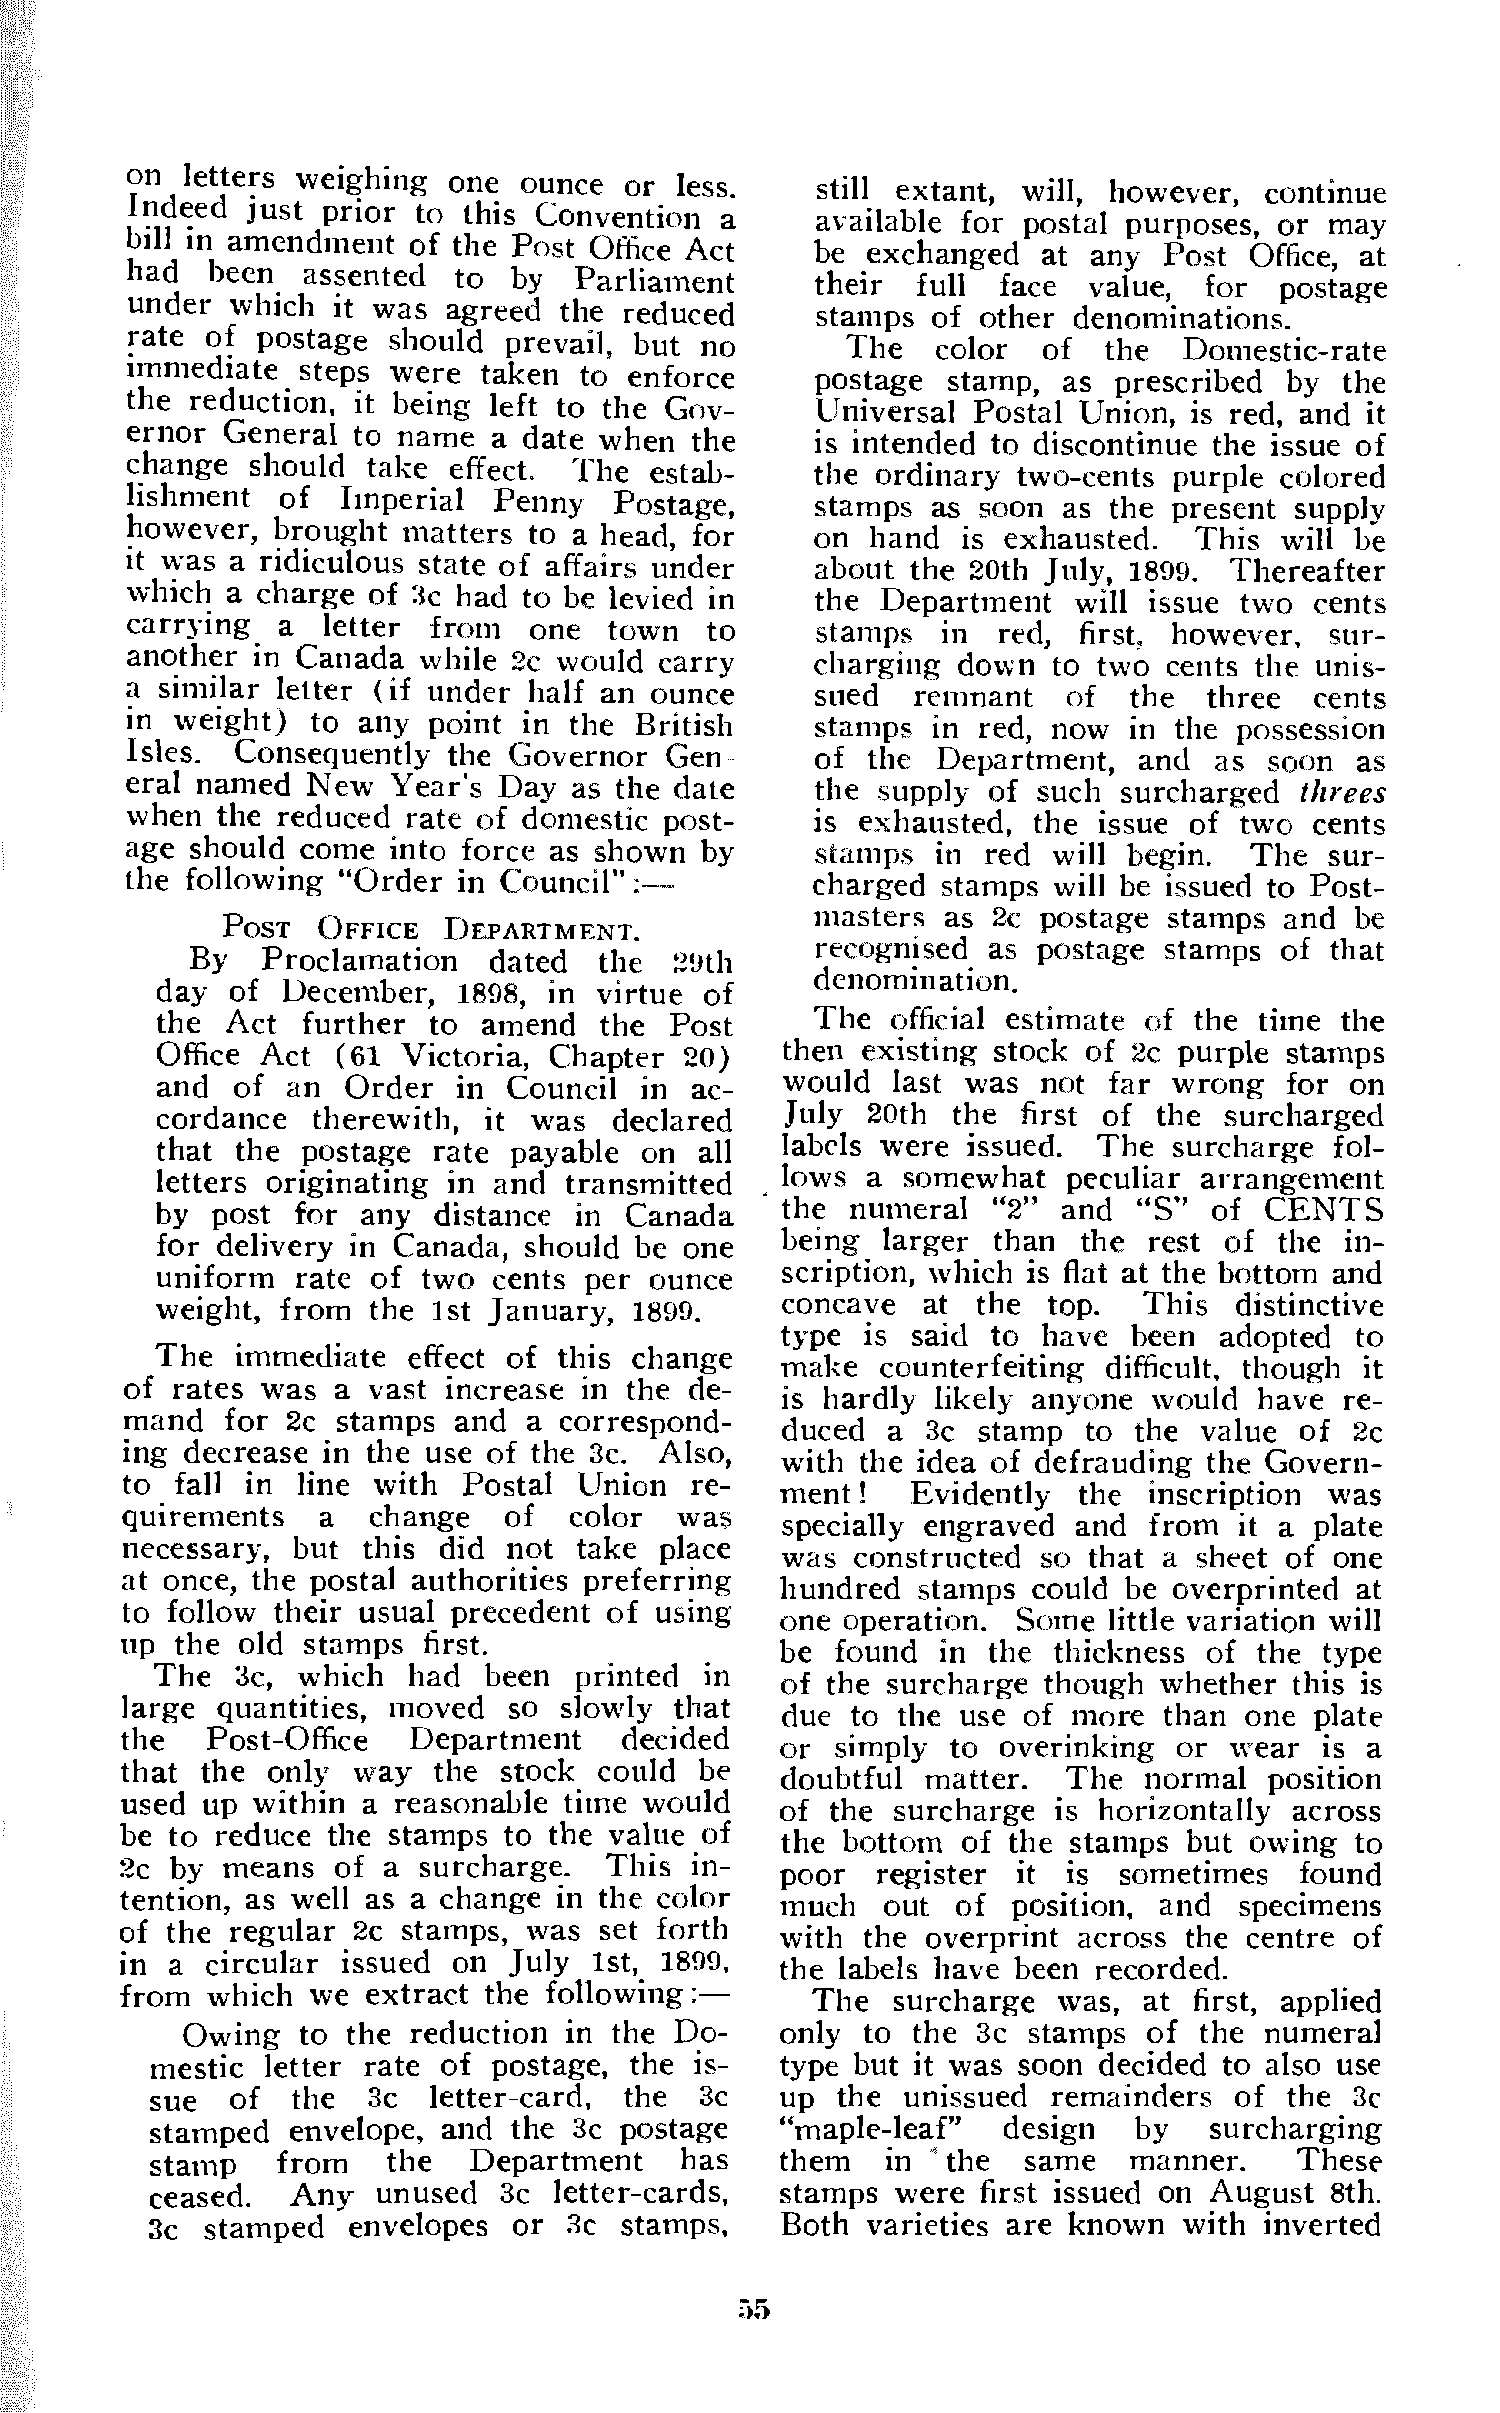 on letters weighing one ounce or less.
Indeed just prior to this Convention a
bill in amendment of the Post Office Act
had been assented to by Parliament
under which it was agreed the reduced
rate of postage should prevail, but no
immediate steps were taken to enforce
the reduction, it being left to the Gov-
ernor General to name a date when the
change should take effect. The estab-
lishment of Imperial Penny Postage,
however, brought matters to a head, for
it was a ridiculous state of affairs under
which a charge of 3c had to be levied in
carrying a letter from one town to
another in Canada while 2c would carry
a similar letter (if under half an ounce
in weight) to any point in the British
Isles. Consequently the Governor Gen-
eral named New Year's Day as the date
when the reduced rate of domestic post-
age should come into force as shown by
the following "Order in Council":—
POST OFFICE DEPARTMENT.
By Proclamation dated the 29th
day of December, 1898, in virtue of
the Act further to amend the Post
Office Act (61 Victoria, Chapter 20)
and of an Order in Council in ac-
cordance therewith, it was declared
that the postage rate payable on all
letters originating in and transmitted
by post for any distance in Canada
for delivery in Canada, should be one
uniform rate of two cents per ounce
weight, from the 1st January, 1899.
The immediate effect of this change
of rates was a vast increase in the de-
mand for 2c stamps and a correspond-
ing decrease in the use of the 3c. Also,
to fall in line with Postal Union re-
quirements a change of color was
necessary, but this did not take place
at once, the postal authorities preferring
to follow their usual precedent of using
up the old stamps first.
The 3c, which had been printed in
large quantities, moved so slowly that
the Post-Office Department decided
that the only way the stock could be
used up within a reasonable time would
be to reduce the stamps to the value of
2c by means of a surcharge. This in-
tention, as well as a change in the color
of the regular 2c stamps, was set forth
in a circular issued on July 1st, 1899,
from which we extract the following:—
Owing to the reduction in the Do-
mestic letter rate of postage, the is-
sue of the 3c letter-card, the 3c
stamped envelope, and the 3c postage
stamp from the Department has
ceased. Any unused 3c letter-cards,
3c stamped envelopes or 3c stamps,
still extant, will, however, continue
available for postal purposes, or may
be exchanged at any Post Office, at
their full face value, for postage
stamps of other denominations.
The color of the Domestic-rate
postage stamp, as prescribed by the
Universal Postal Union, is red, and it
is intended to discontinue the issue of
the ordinary two-cents purple colored
stamps as soon as the present supply
on hand is exhausted. This will be
about the 20th July, 1899. Thereafter
the Department will issue two cents
stamps in red, first, however, sur-
charging down to two cents the unis-
sued remnant of the three cents
stamps in red, now in the possession
of the Department, and as soon as
the supply of such surcharged threes
is exhausted, the issue of two cents
stamps in red will begin. The sur-
charged stamps will be issued to Post-
masters as 2c postage stamps and be
recognised as postage stamps of that
denomination.
The official estimate of the time the
then existing stock of 2c purple stamps
would last was not far wrong for on
July 20th the first of the surcharged
labels were issued. The surcharge fol-
lows a somewhat peculiar arrangement
the numeral "2" and "S" of CENTS
being larger than the rest of the in-
scription, which is flat at the bottom and
concave at the top. This distinctive
type is said to have been adopted to
make counterfeiting difficult, though it
is hardly likely anyone would have re-
duced a 3c stamp to the value of 2c
with the idea of defrauding the Govern-
ment! Evidently the inscription was
specially engraved and from it a plate
was constructed so that a sheet of one
hundred stamps could be overprinted at
one operation. Some little variation will
be found in the thickness of the type
of the surcharge though whether this is
due to the use of more than one plate
or simply to overinking or wear is a
doubtful matter. The normal position
of the surcharge is horizontally across
the bottom of the stamps but owing to
poor register it is sometimes found
much out of position, and specimens
with the overprint across the centre of
the labels have been recorded.
The surcharge was, at first, applied
only to the 3c stamps of the numeral
type but it was soon decided to also use
up the unissued remainders of the 3c
"maple-leaf" design by surcharging
them in the same manner. These
stamps were first issued on August 8th.
Both varieties are known with inverted
55